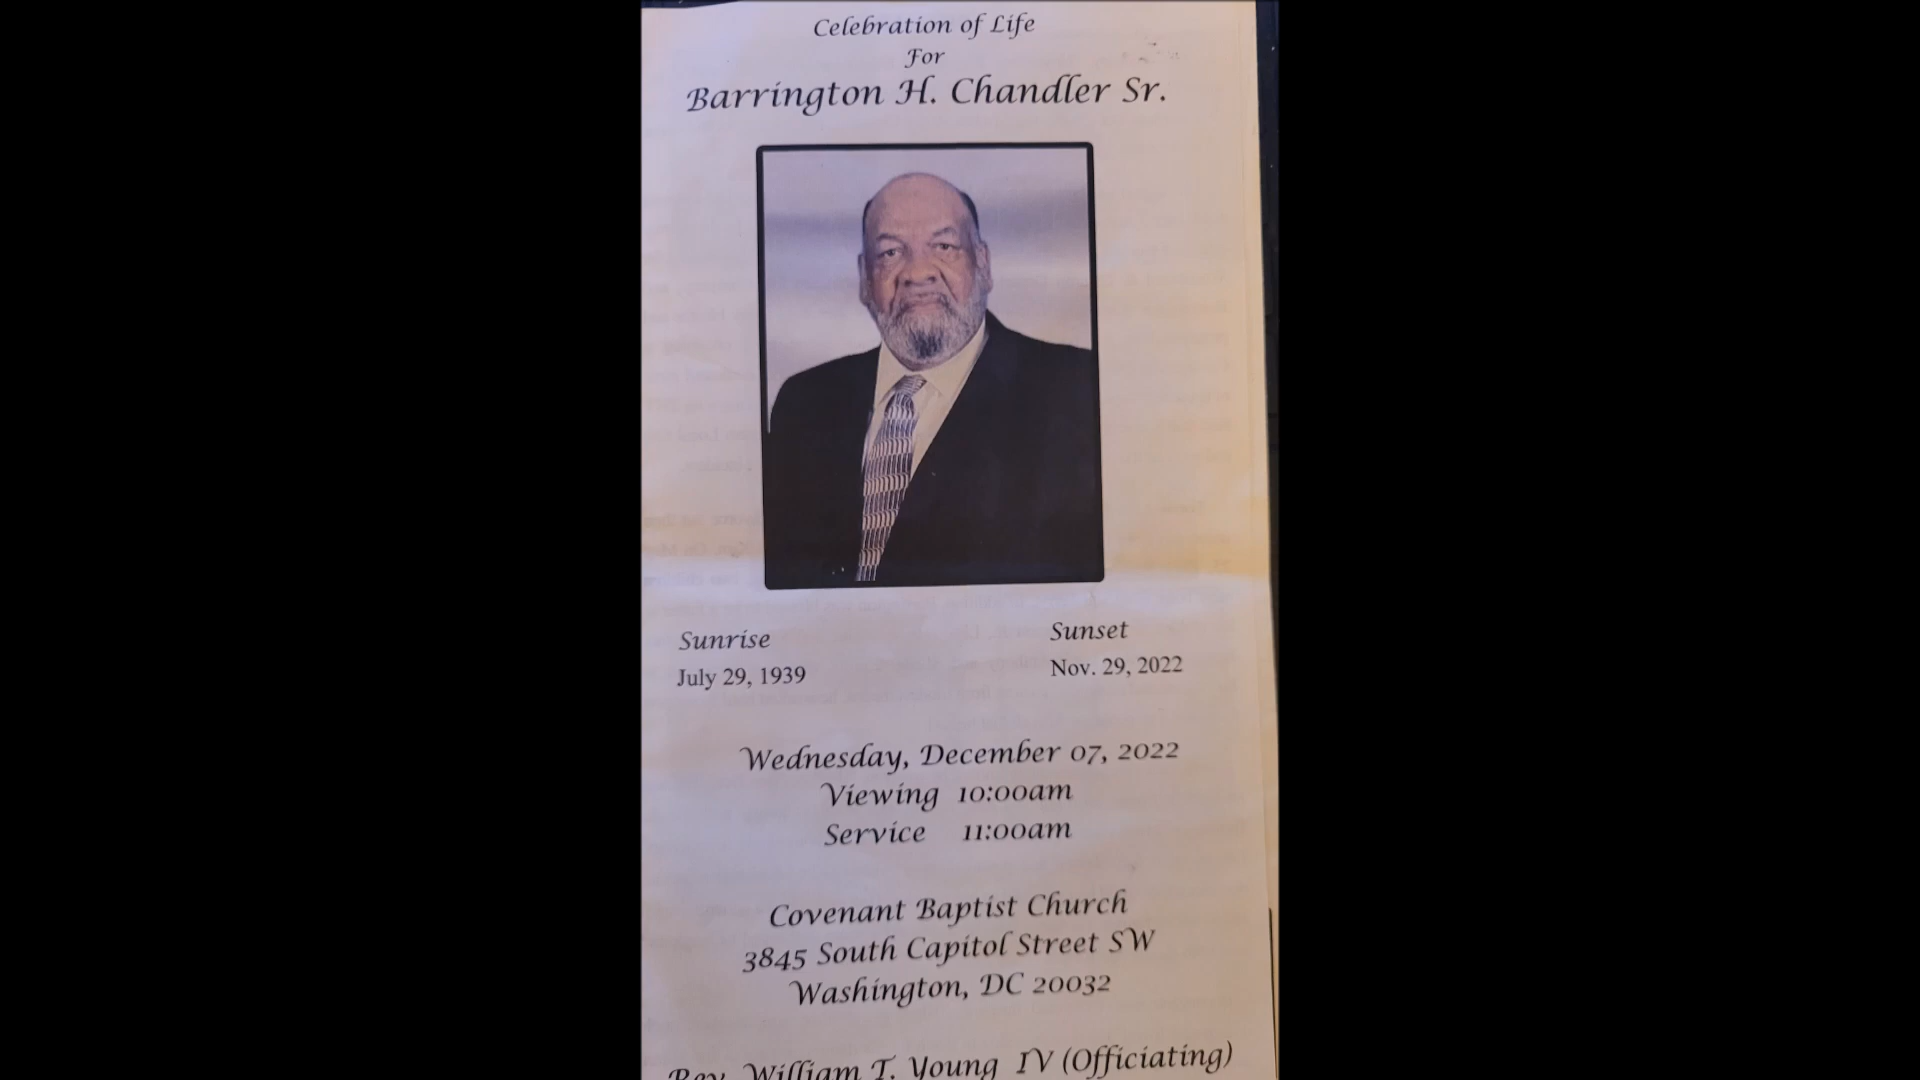 Celebration of Life
For
Barrington H. Chandler Sr.
Sunrise
July 29, 1939
Sunset
Nov. 29, 2022
Wednesday, December 07, 2022
Viewing 10:00am
Service 11:00am
Covenant Baptist Church
3845 South Capitol Street SW
Washington, DC 20032
Rev. William T. Young IV (Officiating)